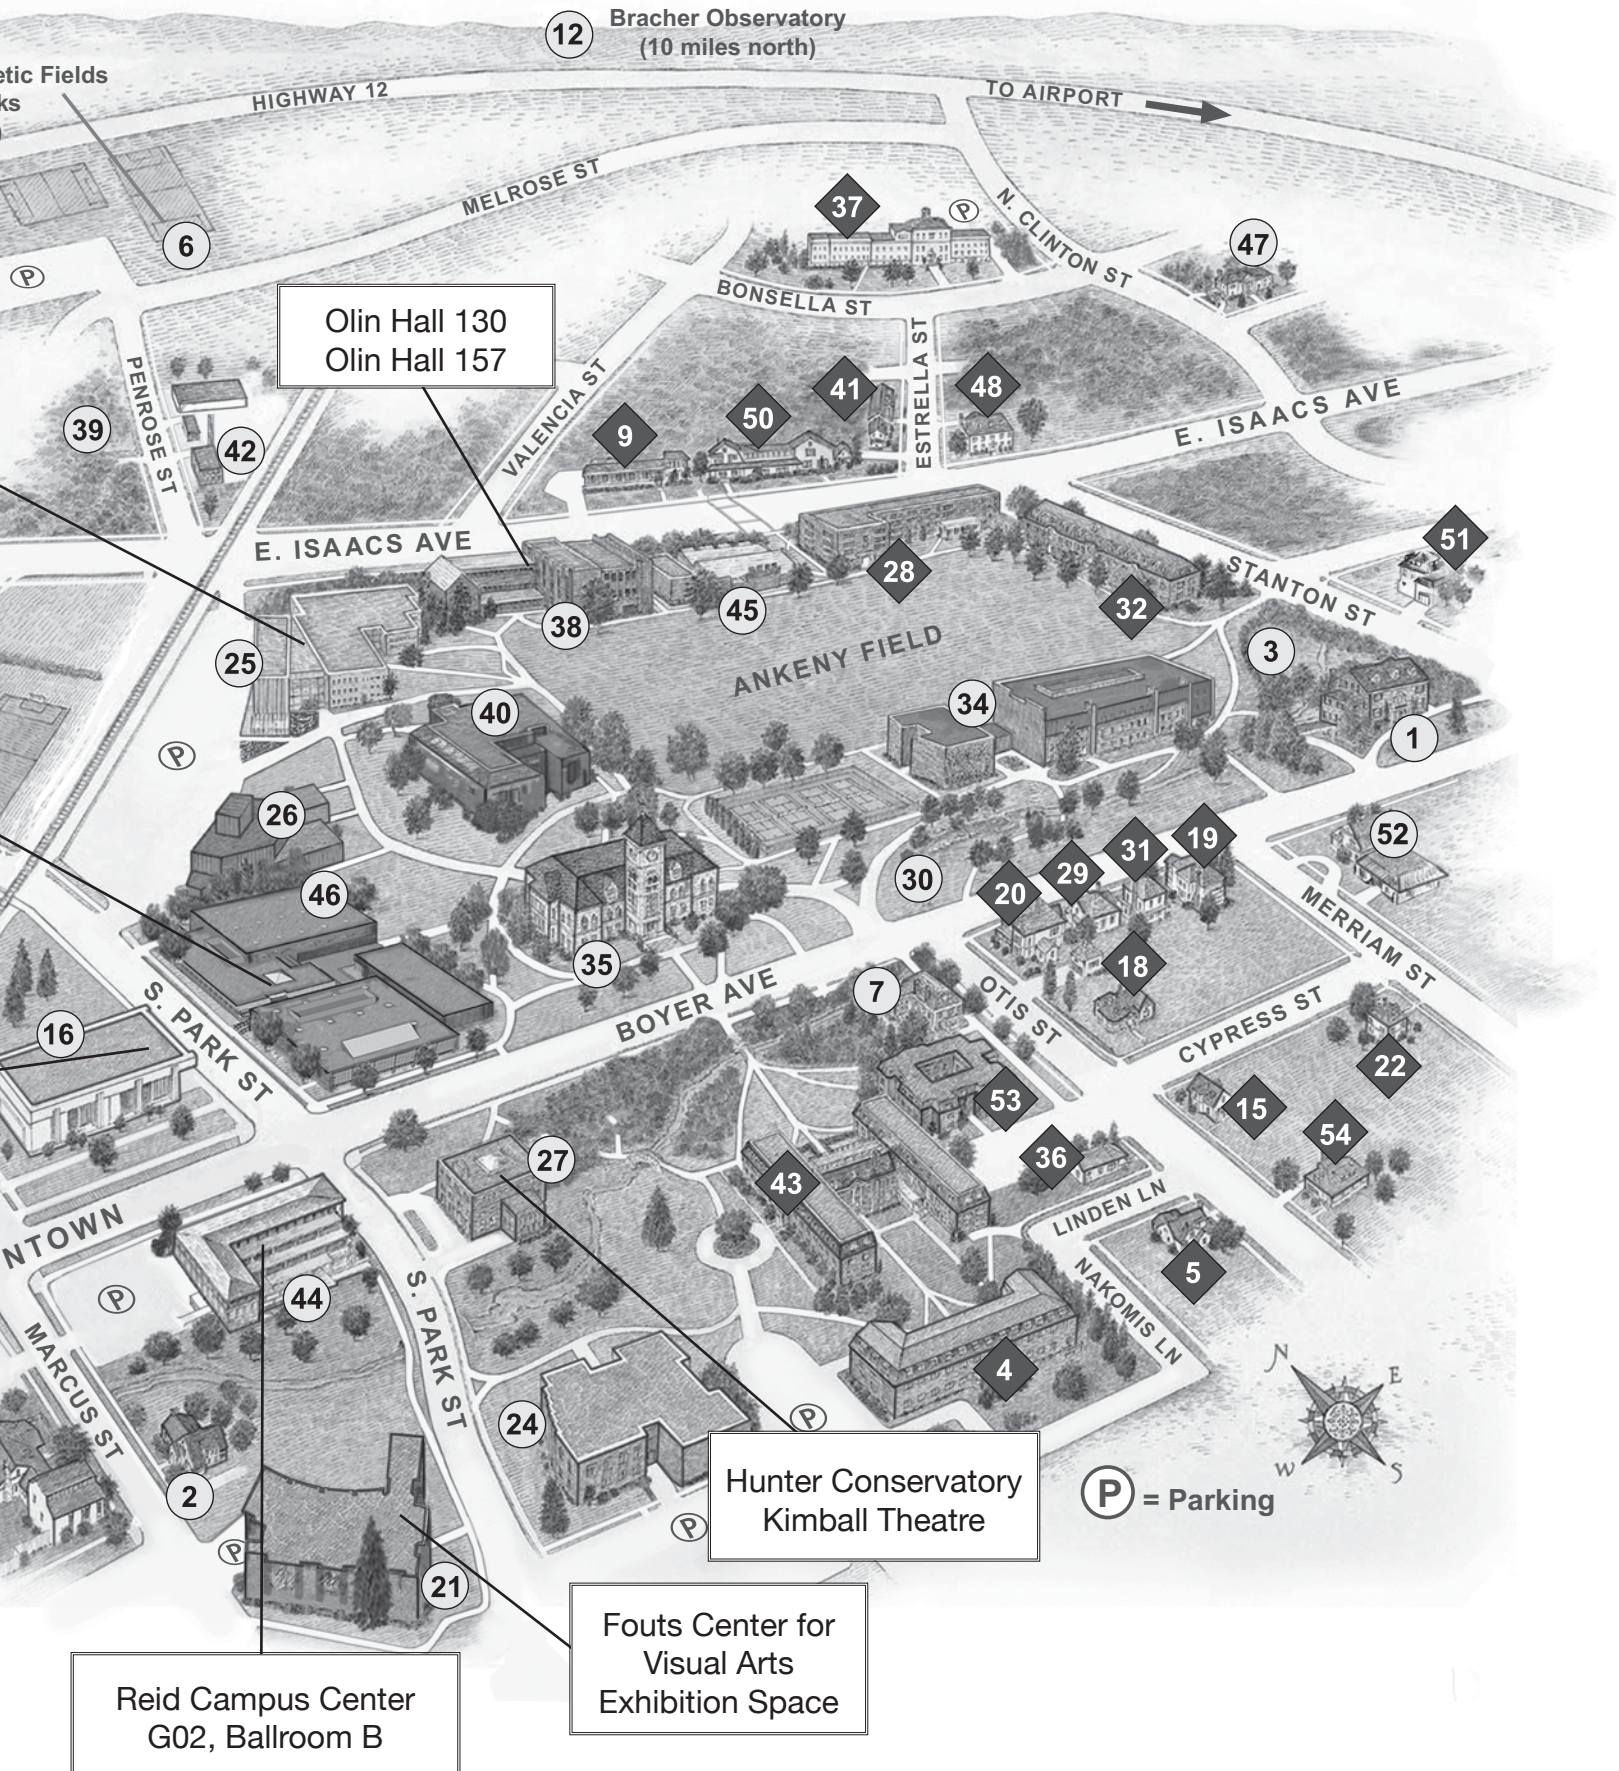 12
Bracher Observatory
(10 miles north)
etic Fields
ks
HIGHWAY 12
TO AIRPORT
MELROSE ST
N. CLINTON ST
37
P
47
6
P
BONSELLA ST
Olin Hall 130
Olin Hall 157
PENROSE ST
VALENCIA ST
ESTRELLA ST
41
48
39
42
9
50
E. ISAACS AVE
E. ISAACS AVE
51
STANTON ST
28
32
38
45
25
3
ANKENY FIELD
40
34
1
P
26
52
19
31
29
20
30
46
MERRIAM ST
35
18
7
OTIS ST
BOYER AVE
CYPRESS ST
16
S. PARK ST
22
53
15
54
27
36
43
LINDEN LN
NTOWN
5
P
44
NAKOMIS LN
S. PARK ST
MARCUS ST
4
N
E
W
S
24
P
Hunter Conservatory
Kimball Theatre
P = Parking
2
P
P
21
Fouts Center for
Visual Arts
Exhibition Space
Reid Campus Center
G02, Ballroom B